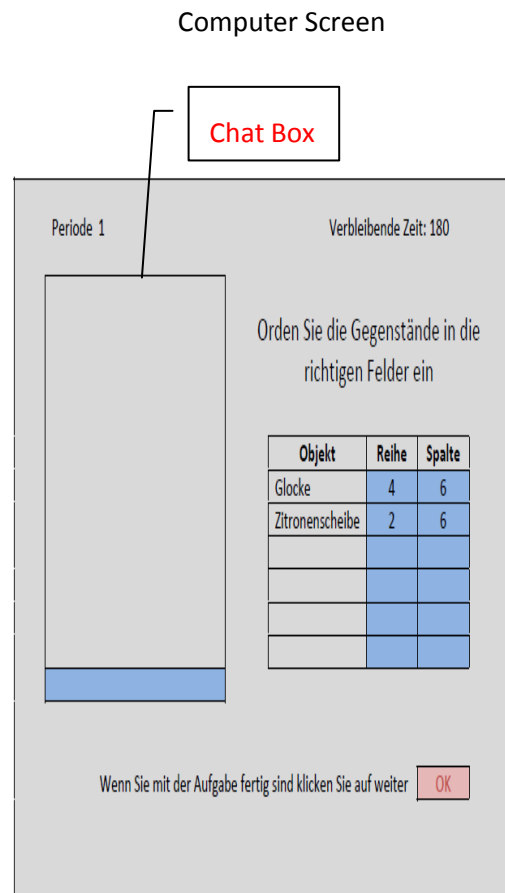 Computer Screen
Chat Box
Periode 1
Verbleibende Zeit: 180
Orden Sie die Gegenstände in die
richtigen Felder ein
Objekt Reihe Spalte
Glocke 4 6
Zitronenscheibe 2 6
Wenn Sie mit der Aufgabe fertig sind klicken Sie auf weiter OK